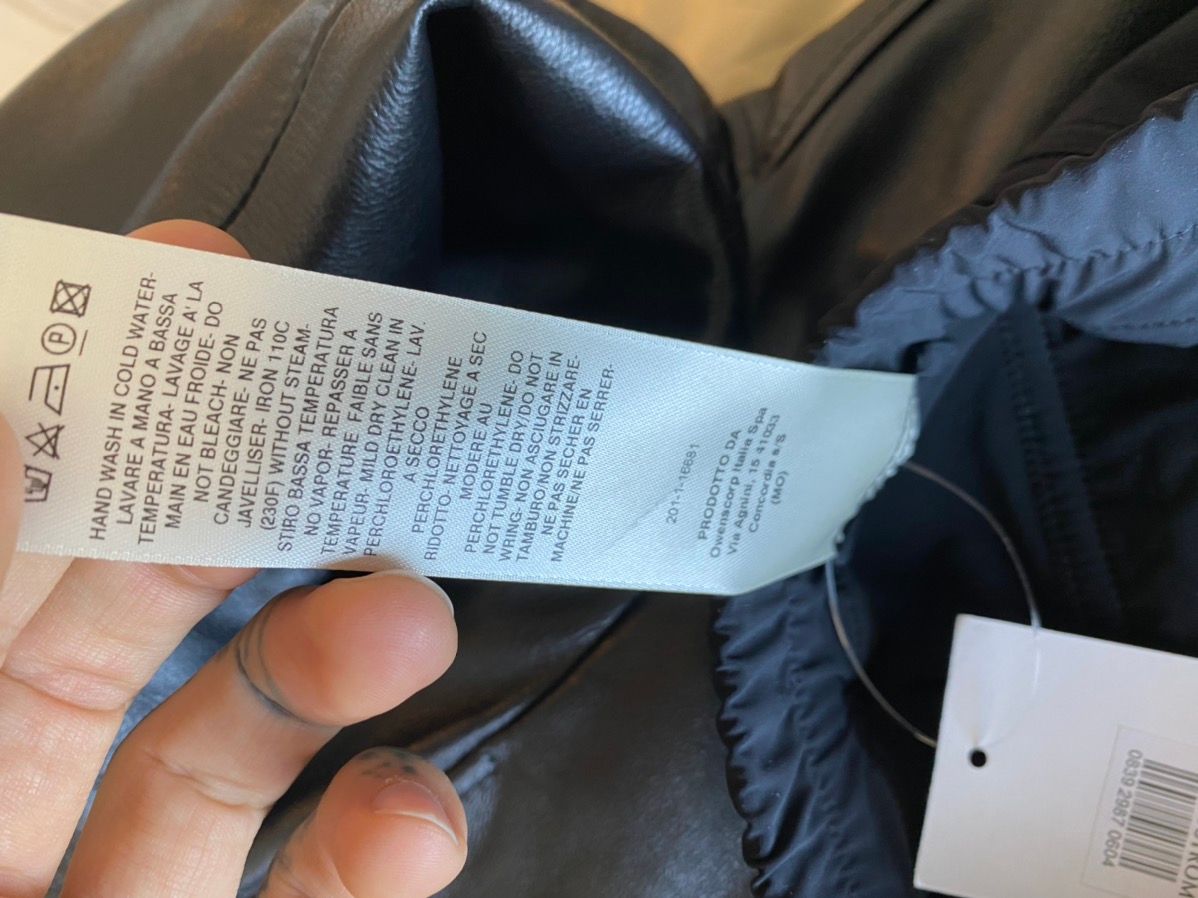 HAND WASH IN COLD WATER-
LAVARE A MANO A BASSA
TEMPERATURA- LAVAGE A' LA
MAIN EN EAU FROIDE- DO
NOT BLEACH- NON
CANDEGGIARE- NE PAS
JAVELLISER- IRON 110C
(230F) WITHOUT STEAM-
STIRO BASSA TEMPERATURA
NO VAPOR- REPASSER A
TEMPERATURE FAIBLE SANS
VAPEUR- MILD DRY CLEAN IN
PERCHLOROETHYLENE- LAV.
A SECCO
PERCHLORETHYLENE
RIDOTTO- NETTOYAGE A SEC
MODERE AU
PERCHLORETHYLENE- DO
NOT TUMBLE DRY/DO NOT
WRING- NON ASCIUGARE IN
TAMBURO/NON STRIZZARE-
NE PAS SECHER EN
MACHINE/NE PAS SERRER-
201-1-16681
PRODOTTO DA
Owenscorp Italia Spa
Via Agnini, 15 41033
Concordia s/S
(MO)
P
0839 2987 0604